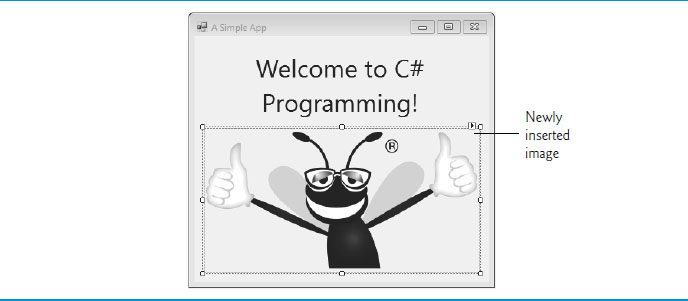 A Simple App
Welcome to C#
Programming!
®
Newly
inserted
image